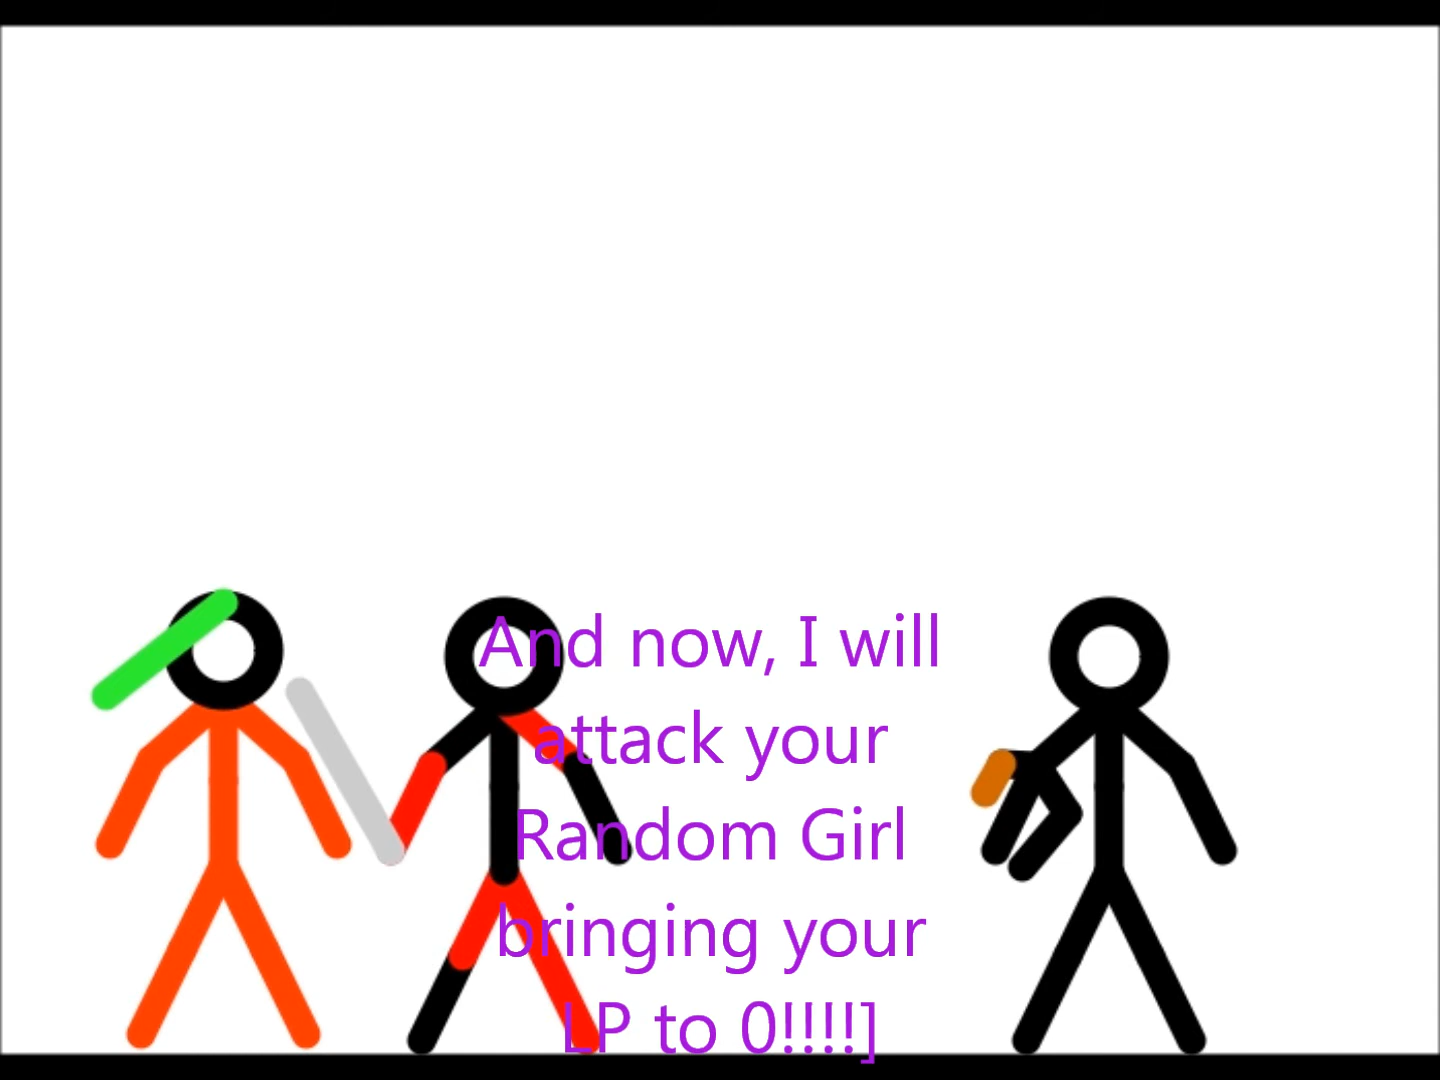 And now, I will
attack your
Random Girl
bringing your
LP to 0!!!!]